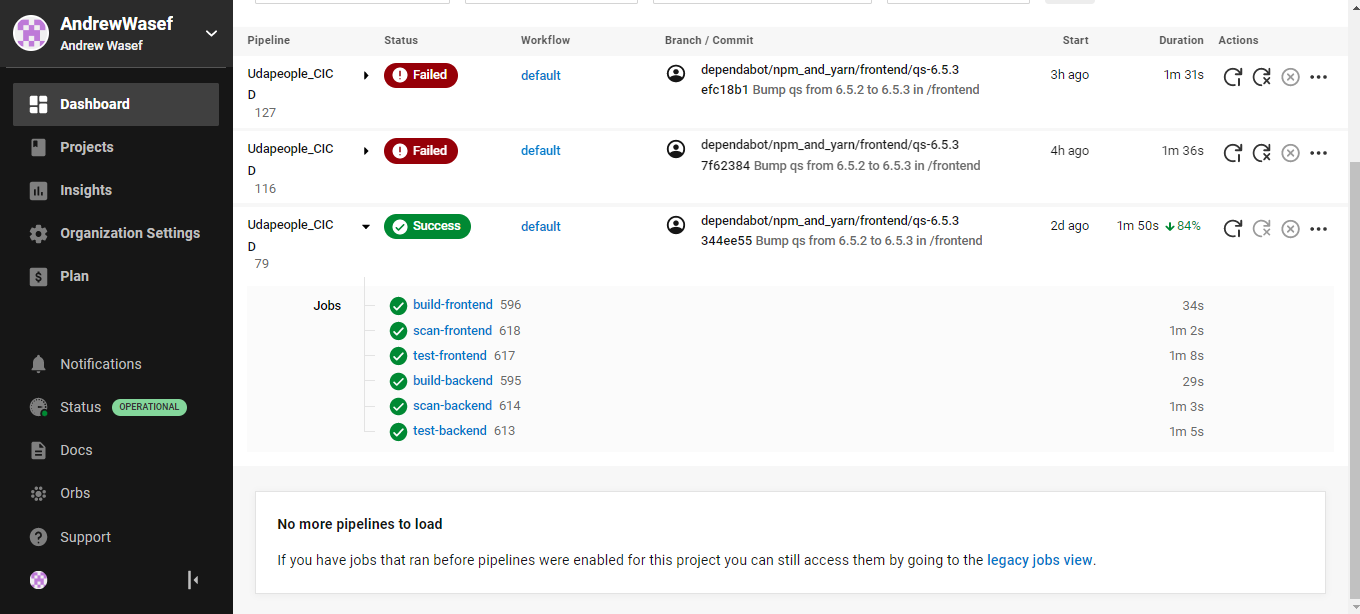 AndrewWasef
Andrew Wasef
Dashboard
Projects
Insights
Organization Settings
$ Plan
Notifications
Status OPERATIONAL
Docs
Orbs
? Support
Pipeline Status Workflow Branch / Commit Start Duration Actions
Udapeople_CIC
D
127
! Failed
default
dependabot/npm_and_yarn/frontend/qs-6.5.3
efc18b1 Bump qs from 6.5.2 to 6.5.3 in /frontend
3h ago
1m 31s
Udapeople_CIC
D
116
! Failed
default
dependabot/npm_and_yarn/frontend/qs-6.5.3
7f62384 Bump qs from 6.5.2 to 6.5.3 in /frontend
4h ago
1m 36s
Udapeople_CIC
D
79
Success
default
dependabot/npm_and_yarn/frontend/qs-6.5.3
344ee55 Bump qs from 6.5.2 to 6.5.3 in /frontend
2d ago
1m 50s 84%
Jobs
build-frontend 596 34s
scan-frontend 618 1m 2s
test-frontend 617 1m 8s
build-backend 595 29s
scan-backend 614 1m 3s
test-backend 613 1m 5s
No more pipelines to load
If you have jobs that ran before pipelines were enabled for this project you can still access them by going to the legacy jobs view.